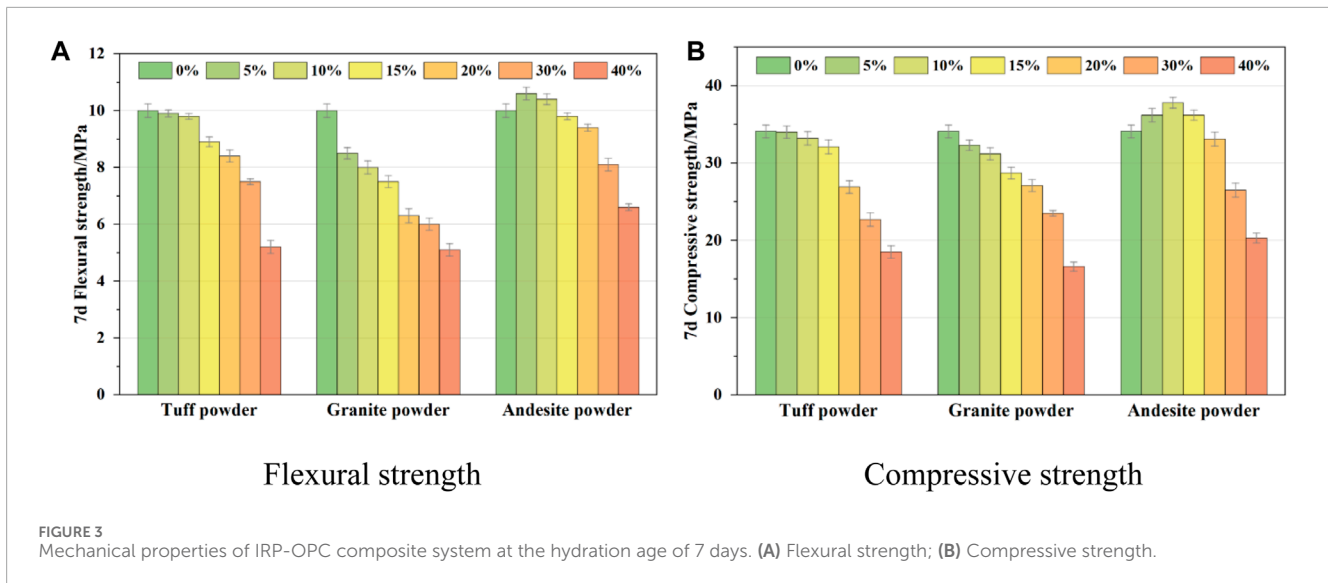 A
12
10
8
6
4
2
0
7d Flexural strength/MPa
0% 5% 10% 15% 20% 30% 40%
Tuff powder Granite powder Andesite powder
Flexural strength
B
40
30
20
10
0
7d Compressive strength/MPa
0% 5% 10% 15% 20% 30% 40%
Tuff powder Granite powder Andesite powder
Compressive strength
FIGURE 3
Mechanical properties of IRP-OPC composite system at the hydration age of 7 days. (A) Flexural strength; (B) Compressive strength.